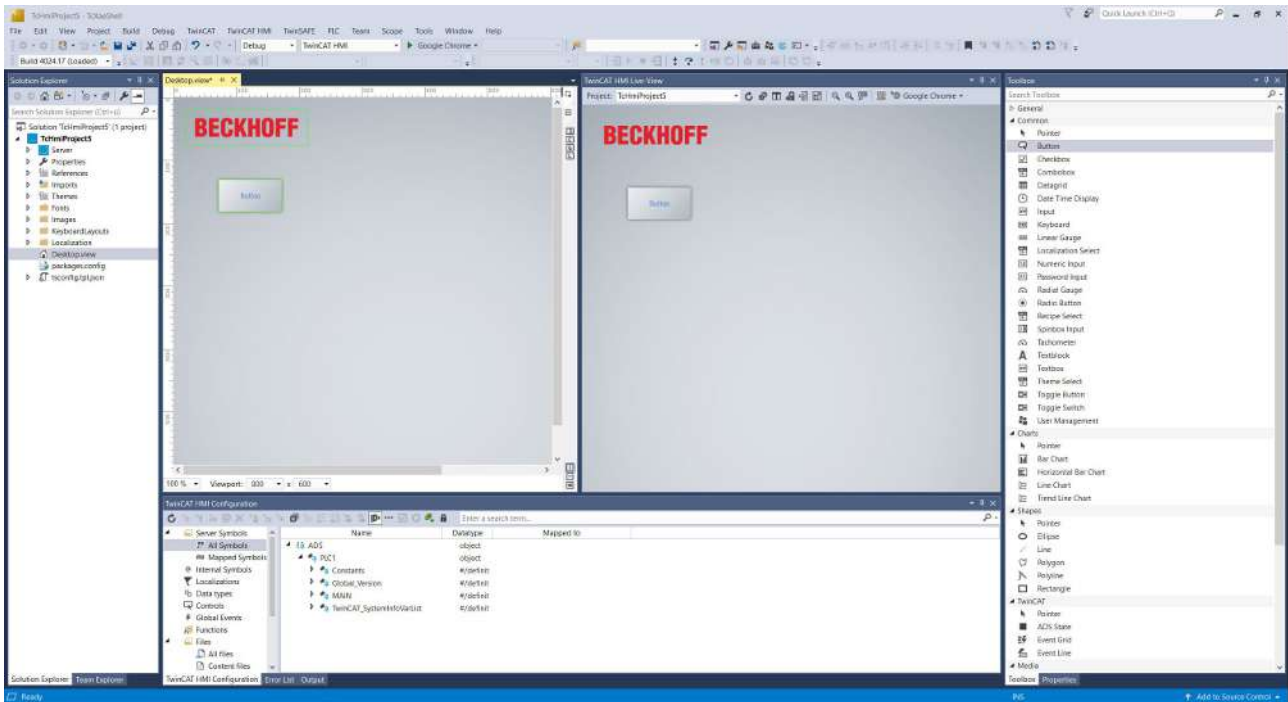 TcHmiProject5 - TcXaeShell
Quick Launch (Ctrl+Q)
File Edit View Project Build Debug TwinCAT TwinCAT HMI TwinSAFE PLC Team Scope Tools Window Help
Debug TwinCAT HMI Google Chrome
Build 4024.17 (Loaded)
Solution Explorer
Search Solution Explorer (Ctrl+ü)
Solution 'TcHmiProject5' (1 project)
TcHmiProject5
Server
Properties
References
Imports
Themes
Fonts
Images
KeyboardLayouts
Localization
Desktop.view
packages.config
tsconfig.tpl.json
Solution Explorer Team Explorer
Desktop.view*
BECKHOFF
Button
100 % Viewport: 800 x 600
TwinCAT HMI Live View
Project: TcHmiProject5 Google Chrome
BECKHOFF
Button
TwinCAT HMI Configuration
Enter a search term...
Server Symbols
All Symbols
Mapped Symbols
Internal Symbols
Localizations
Data types
Controls
Global Events
Functions
Files
All files
Content files
Name Datatype Mapped to
ADS object
PLC1 object
Constants #/definit
Global_Version #/definit
MAIN #/definit
TwinCAT_SystemInfoVarList #/definit
TwinCAT HMI Configuration Error List Output
Toolbox
Search Toolbox
General
Common
Pointer
Button
Checkbox
Combobox
Datagrid
Date Time Display
Input
Keyboard
Linear Gauge
Localization Select
Numeric Input
Password Input
Radial Gauge
Radio Button
Recipe Select
Spinbox Input
Tachometer
Textblock
Textbox
Theme Select
Toggle Button
Toggle Switch
User Management
Charts
Pointer
Bar Chart
Horizontal Bar Chart
Line Chart
Trend Line Chart
Shapes
Pointer
Ellipse
Line
Polygon
Polyline
Rectangle
TwinCAT
Pointer
ADS State
Event Grid
Event Line
Media
Toolbox Properties
Ready
INS
Add to Source Control